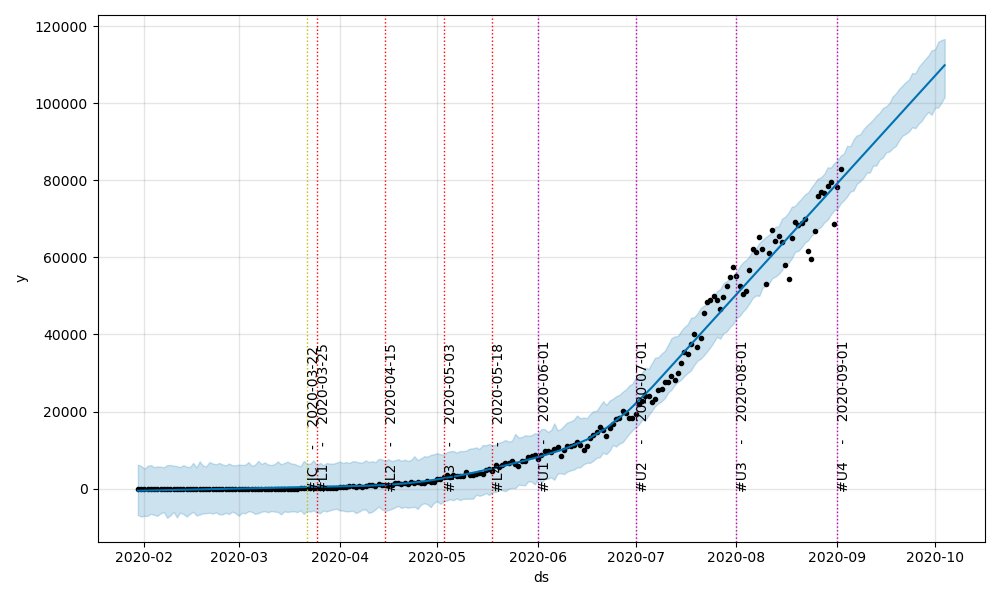 120000
100000
80000
60000
40000
20000
0
y
#JC - 2020-03-22
#L1 - 2020-03-25
#L2 - 2020-04-15
#L3 - 2020-05-03
#L4 - 2020-05-18
#U1 - 2020-06-01
#U2 - 2020-07-01
#U3 - 2020-08-01
#U4 - 2020-09-01
2020-02 2020-03 2020-04 2020-05 2020-06 2020-07 2020-08 2020-09 2020-10
ds